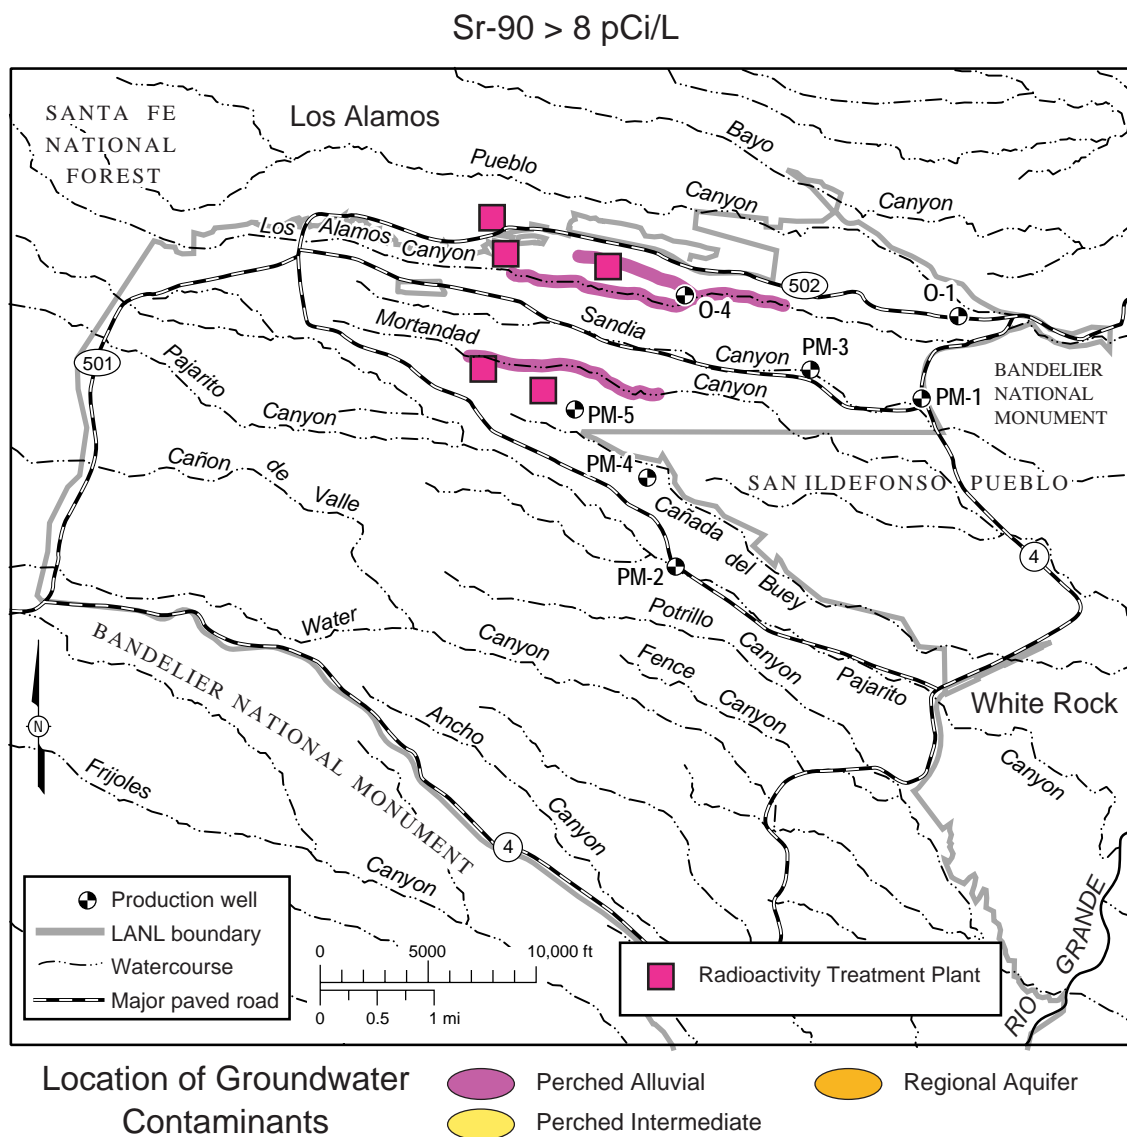 Sr-90 > 8 pCi/L
SANTA FE
NATIONAL
FOREST
Los Alamos
Bayo
Canyon
Pueblo
Canyon
Los Alamos Canyon
502
O-1
O-4
Sandia
Canyon
PM-3
Mortandad
Canyon
PM-1
BANDELIER
NATIONAL
MONUMENT
501
Pajarito
Canyon
PM-5
PM-4
SAN ILDEFONSO PUEBLO
Cañon de Valle
Cañada del Buey
4
PM-2
Water
Canyon
Potrillo
Canyon
Fence
Canyon
Pajarito
White Rock
Canyon
BANDELIER NATIONAL MONUMENT
N
Ancho
Canyon
Frijoles
Canyon
4
RIO GRANDE
Production well
LANL boundary
Watercourse
Major paved road
0 5000 10,000 ft
0 0.5 1 mi
Radioactivity Treatment Plant
Location of Groundwater
Contaminants
Perched Alluvial
Regional Aquifer
Perched Intermediate